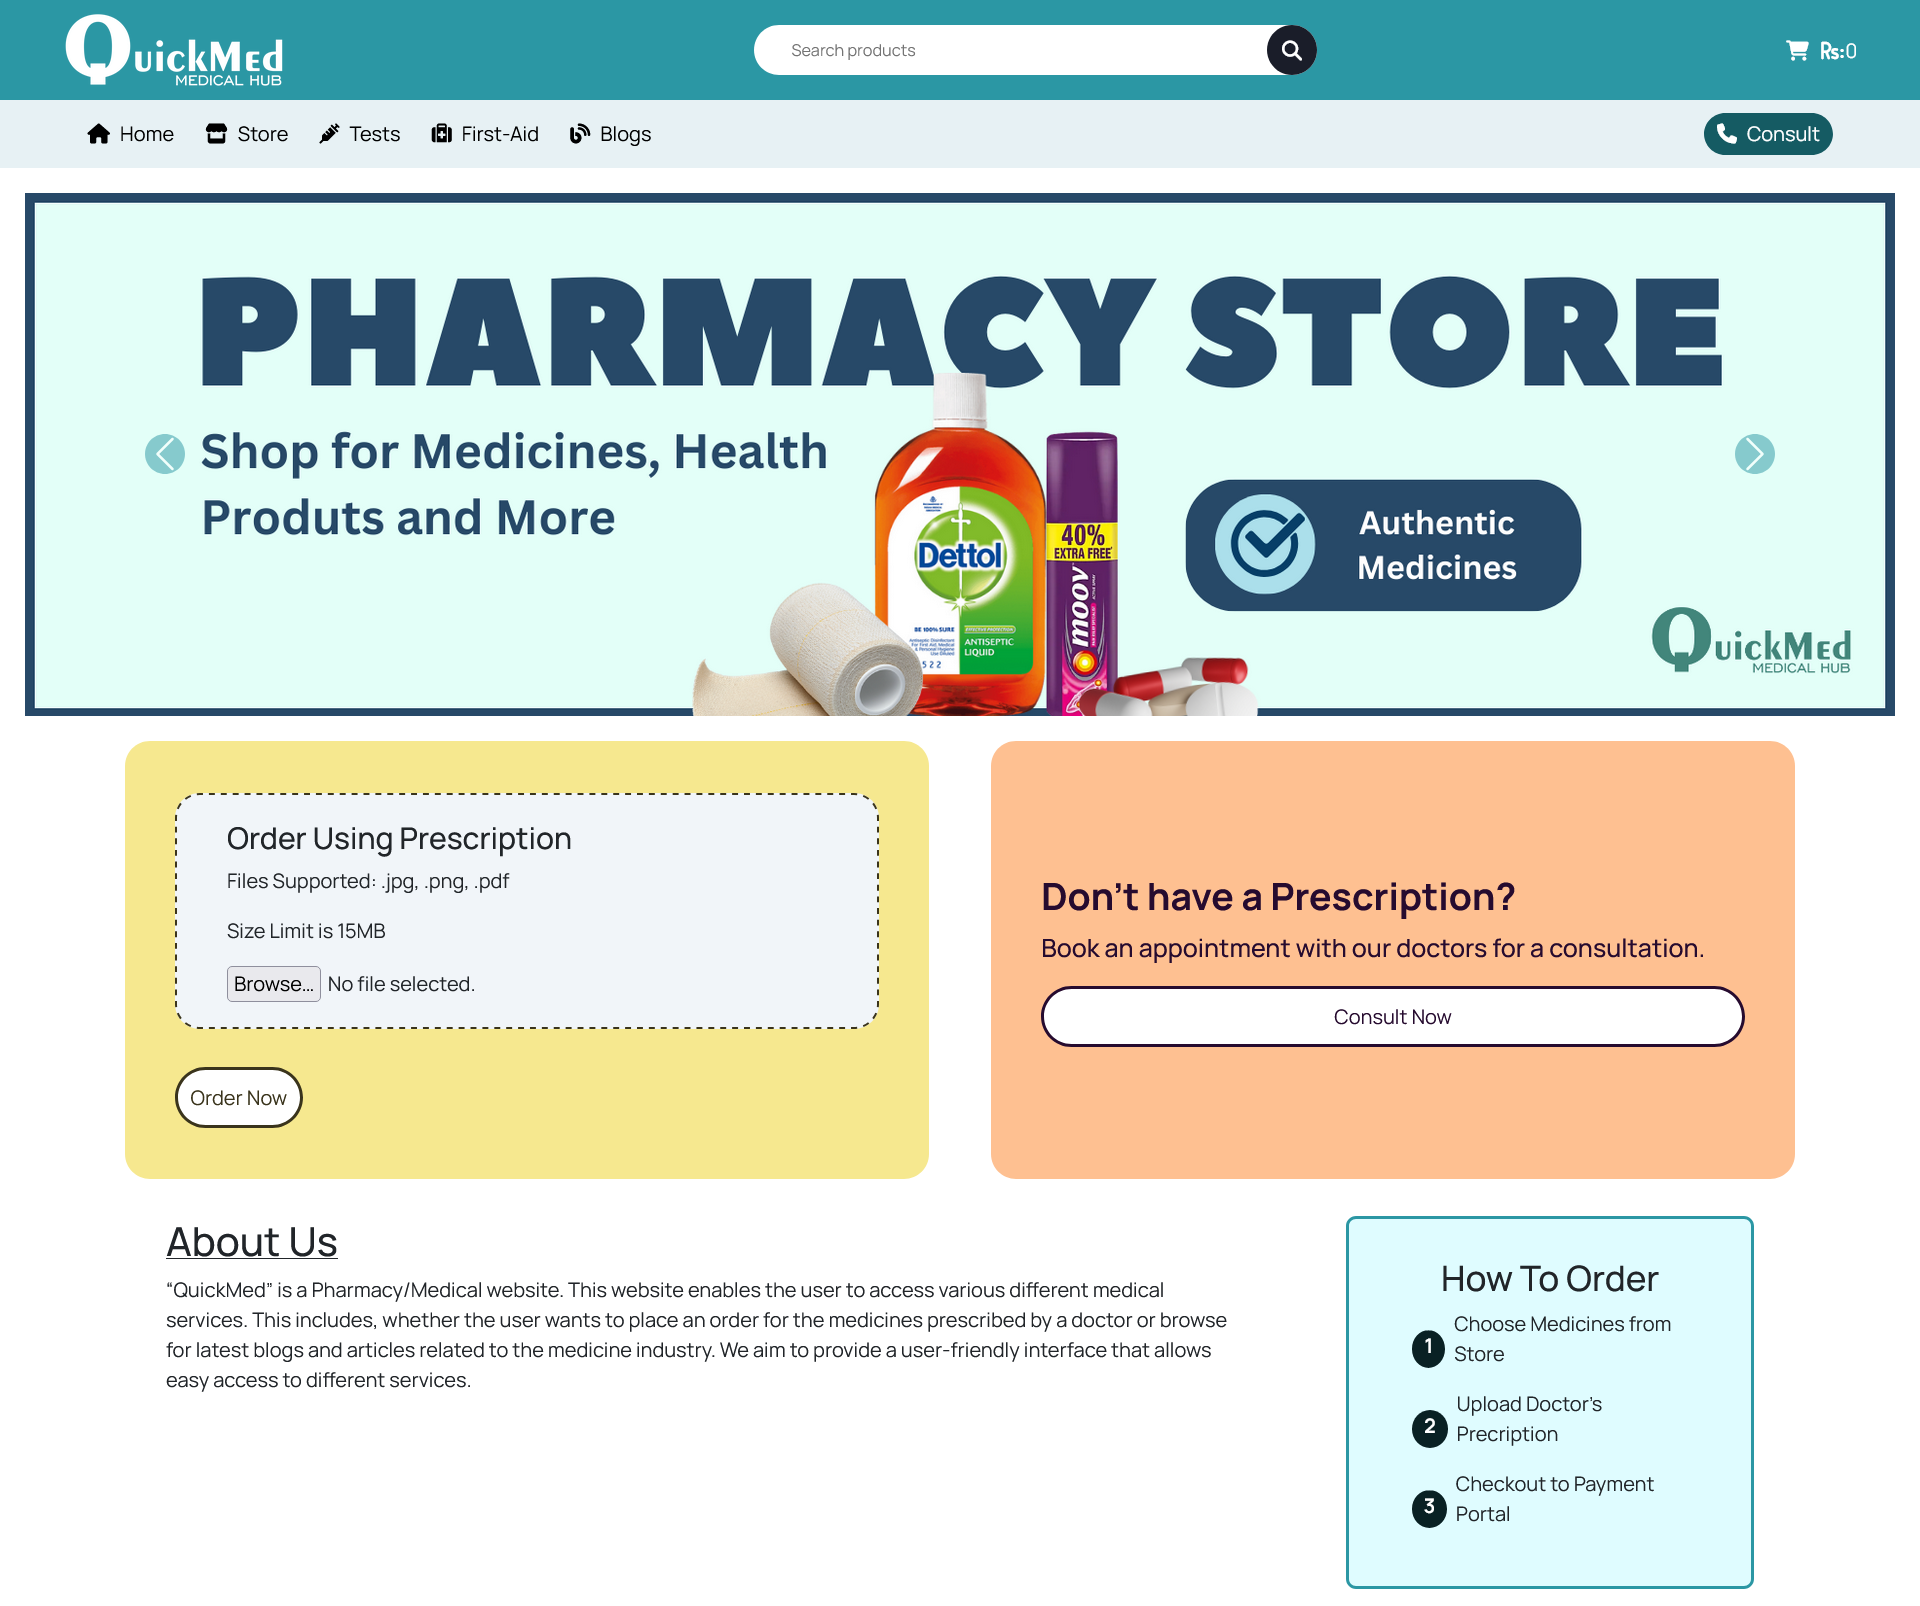 QuickMed
MEDICAL HUB
Search products
₨:0
Home
Store
Tests
First-Aid
Blogs
Consult
PHARMACY STORE
Shop for Medicines, Health
Produts and More
Dettol
BE 100% SURE
ANTISEPTIC
LIQUID
522
40%
EXTRA FREE
moov
Authentic
Medicines
QuickMed
MEDICAL HUB
Order Using Prescription
Files Supported: .jpg, .png, .pdf
Size Limit is 15MB
Browse... No file selected.
Order Now
Don't have a Prescription?
Book an appointment with our doctors for a consultation.
Consult Now
About Us
“QuickMed” is a Pharmacy/Medical website. This website enables the user to access various different medical
services. This includes, whether the user wants to place an order for the medicines prescribed by a doctor or browse
for latest blogs and articles related to the medicine industry. We aim to provide a user-friendly interface that allows
easy access to different services.
How To Order
1 Choose Medicines from
Store
2 Upload Doctor's
Precription
3 Checkout to Payment
Portal